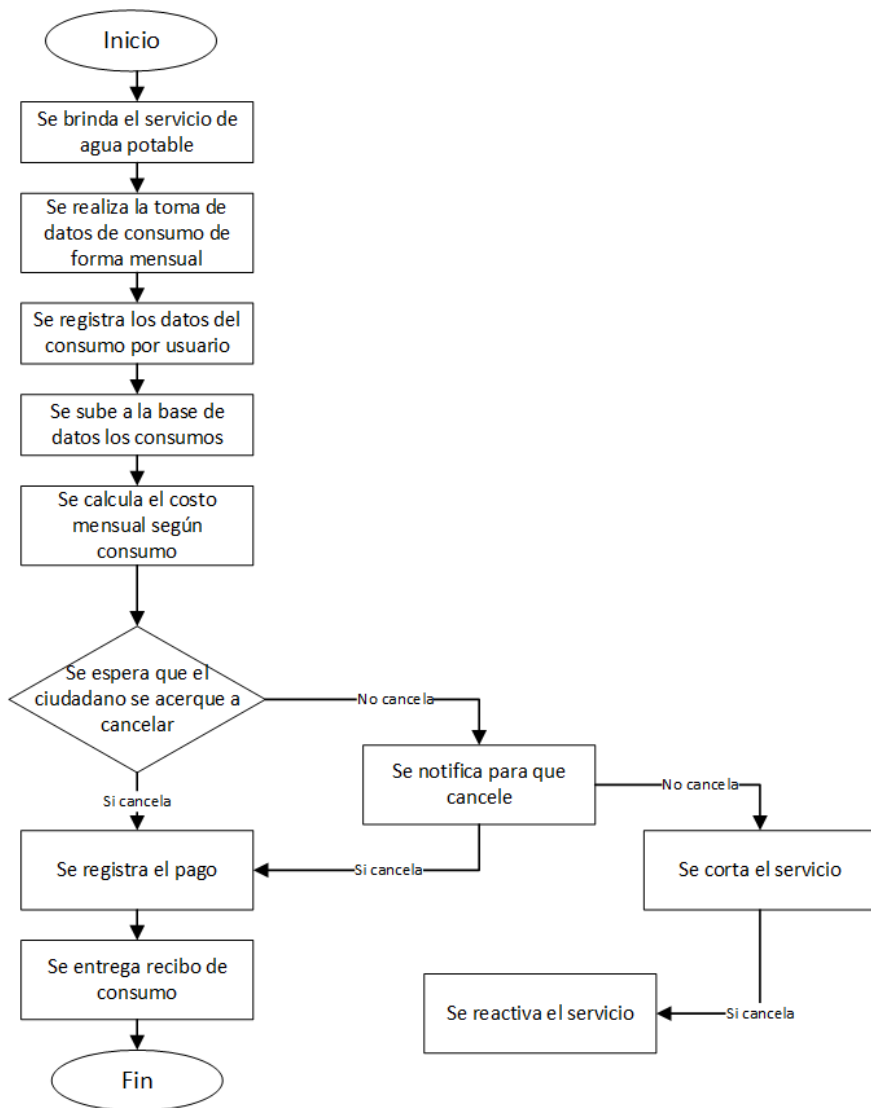 Inicio
Se brinda el servicio de
agua potable
Se realiza la toma de
datos de consumo de
forma mensual
Se registra los datos del
consumo por usuario
Se sube a la base de
datos los consumos
Se calcula el costo
mensual según
consumo
Se espera que el
ciudadano se acerque a
cancelar
No cancela
Se notifica para que
cancele
No cancela
Si cancela
Se registra el pago
Si cancela
Se corta el servicio
Se entrega recibo de
consumo
Se reactiva el servicio
Si cancela
Fin